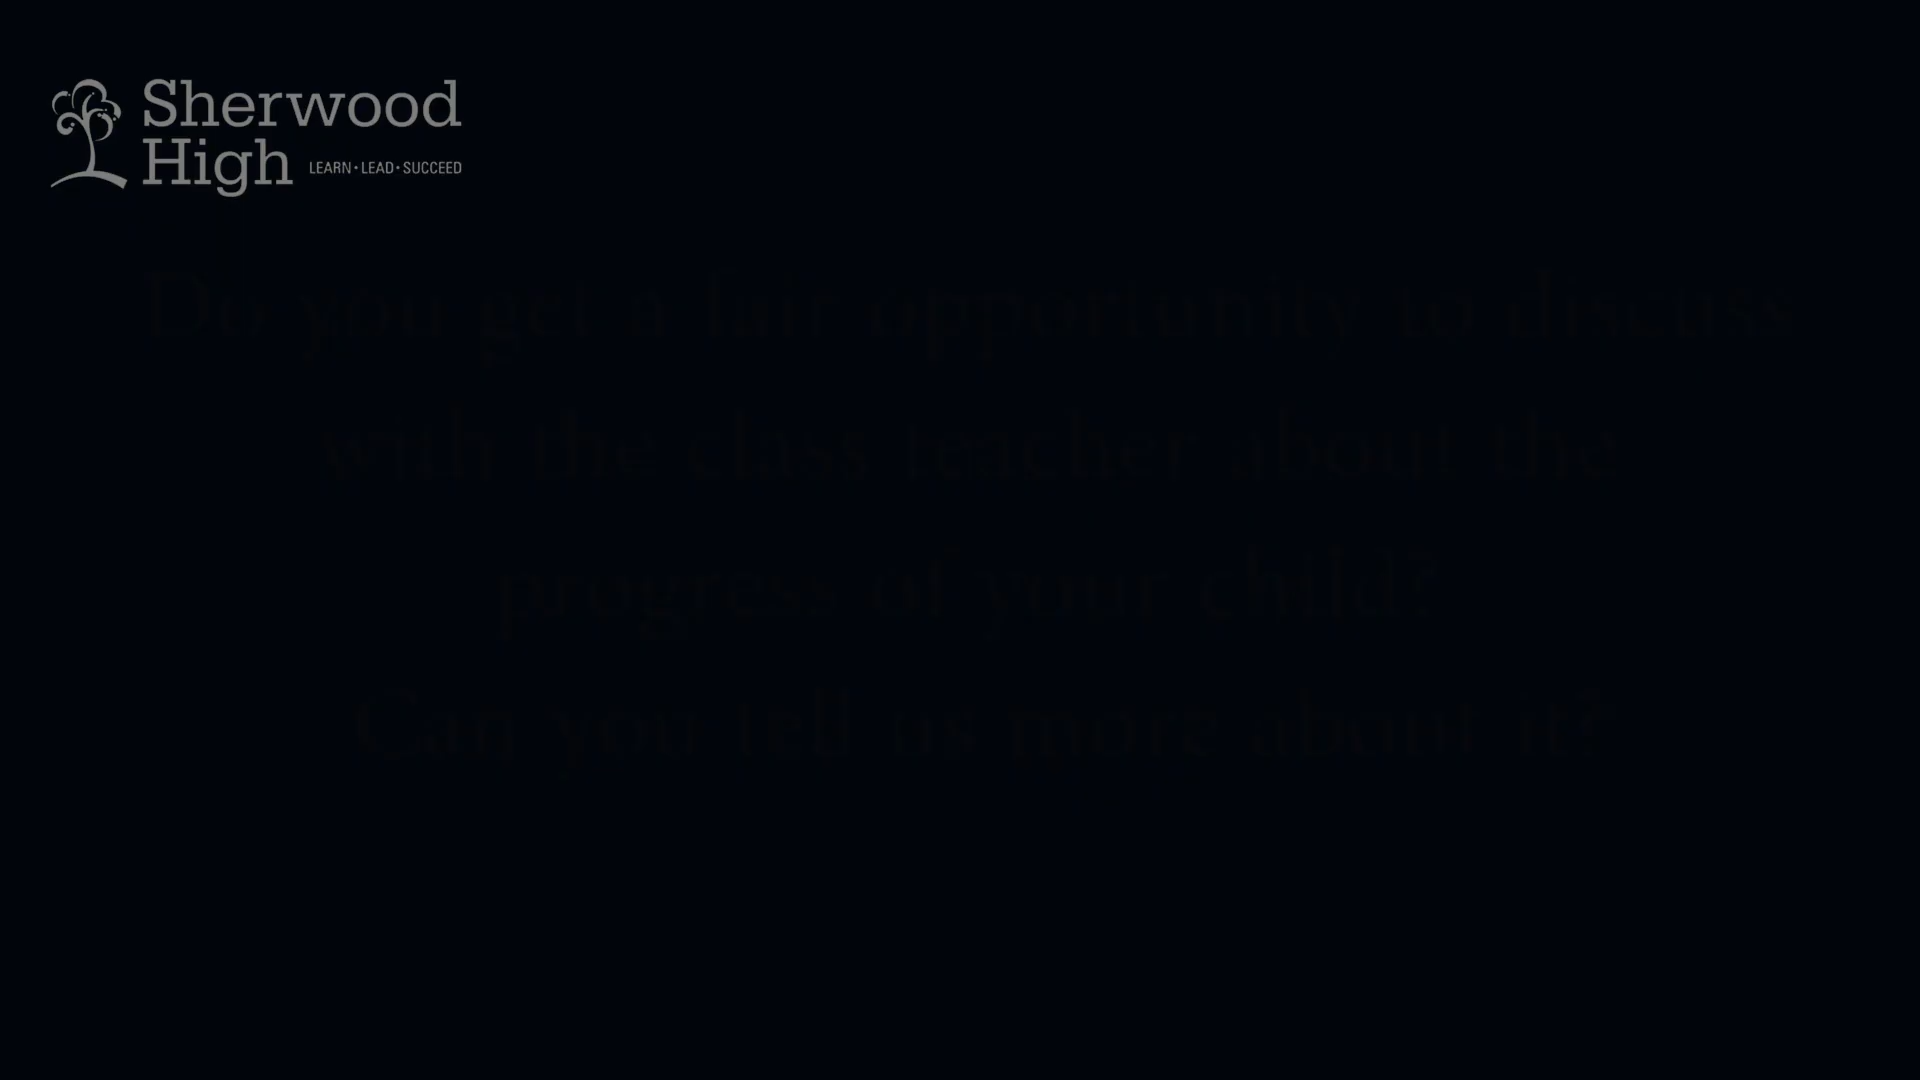 Sherwood
High LEARN • LEAD • SUCCEED
Do you get a fair opportunity to discuss
with the class teacher about the
progress of your child?
Can you tell us more about it?